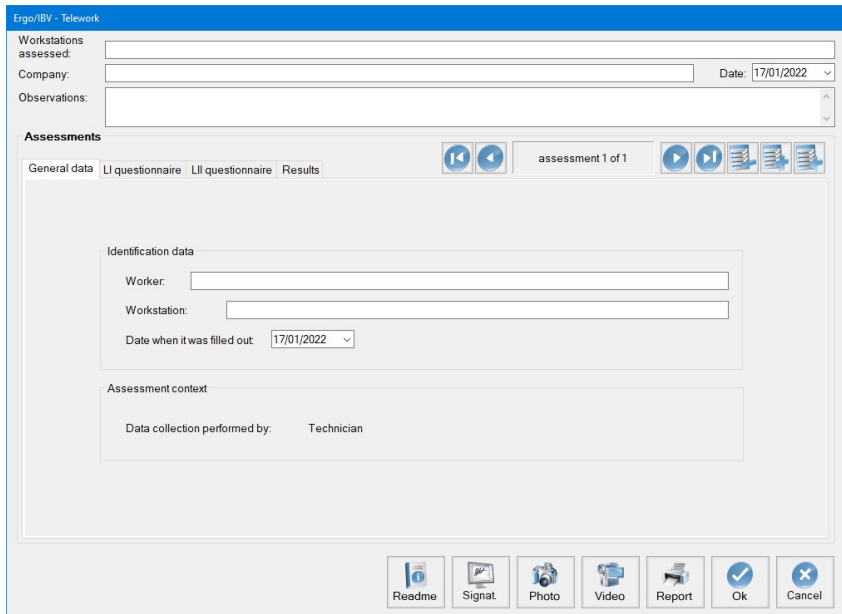 Ergo/IBV - Telework
Workstations
assessed:
Company:
Date: 17/01/2022
Observations:
Assessments
assessment 1 of 1
General data LI questionnaire LII questionnaire Results
Identification data
Worker:
Workstation:
Date when it was filled out: 17/01/2022
Assessment context
Data collection performed by: Technician
Readme Signat. Photo Video Report Ok Cancel